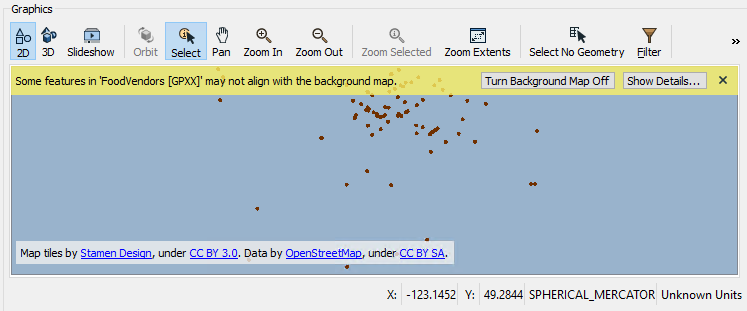 Graphics
2D 3D Slideshow Orbit Select Pan Zoom In Zoom Out Zoom Selected Zoom Extents Select No Geometry Filter »
Some features in 'FoodVendors [GPXX]' may not align with the background map. Turn Background Map Off Show Details... ×
Map tiles by Stamen Design, under CC BY 3.0. Data by OpenStreetMap, under CC BY SA.
X: -123.1452 Y: 49.2844 SPHERICAL_MERCATOR Unknown Units